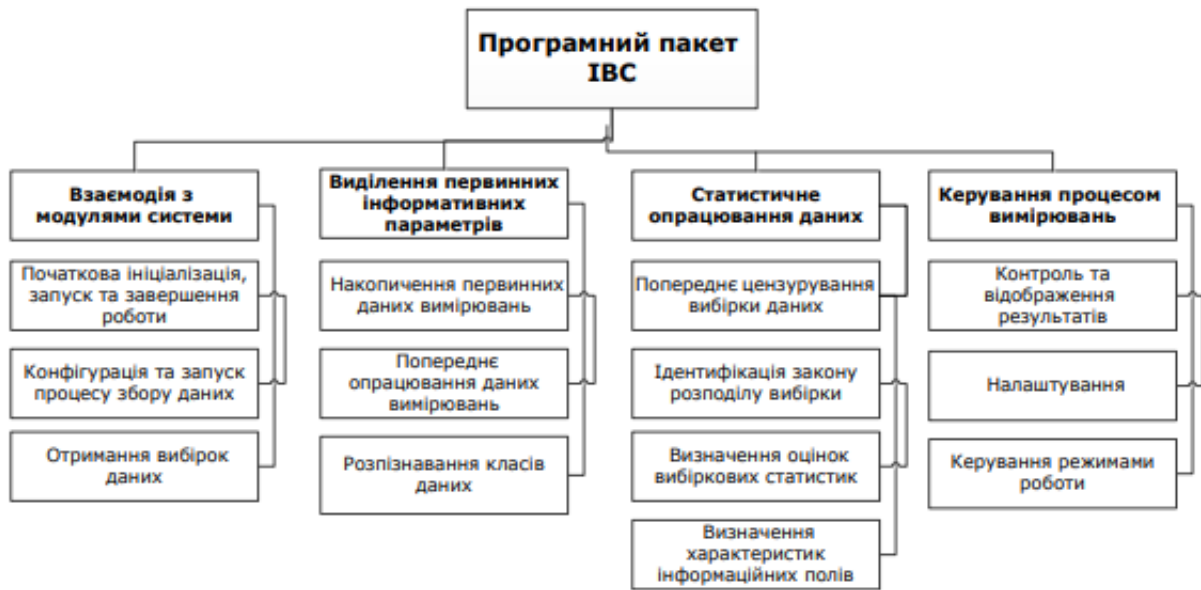 Програмний пакет
ІВС
Взаємодія з
модулями системи
Початкова ініціалізація,
запуск та завершення
роботи
Конфігурація та запуск
процесу збору даних
Отримання вибірок
даних
Виділення первинних
інформативних
параметрів
Накопичення первинних
даних вимірювань
Попереднє
опрацювання даних
вимірювань
Розпізнавання класів
даних
Статистичне
опрацювання даних
Попереднє цензурування
вибірки даних
Ідентифікація закону
розподілу вибірки
Визначення оцінок
вибіркових статистик
Визначення
характеристик
інформаційних полів
Керування процесом
вимірювань
Контроль та
відображення
результатів
Налаштування
Керування режимами
роботи